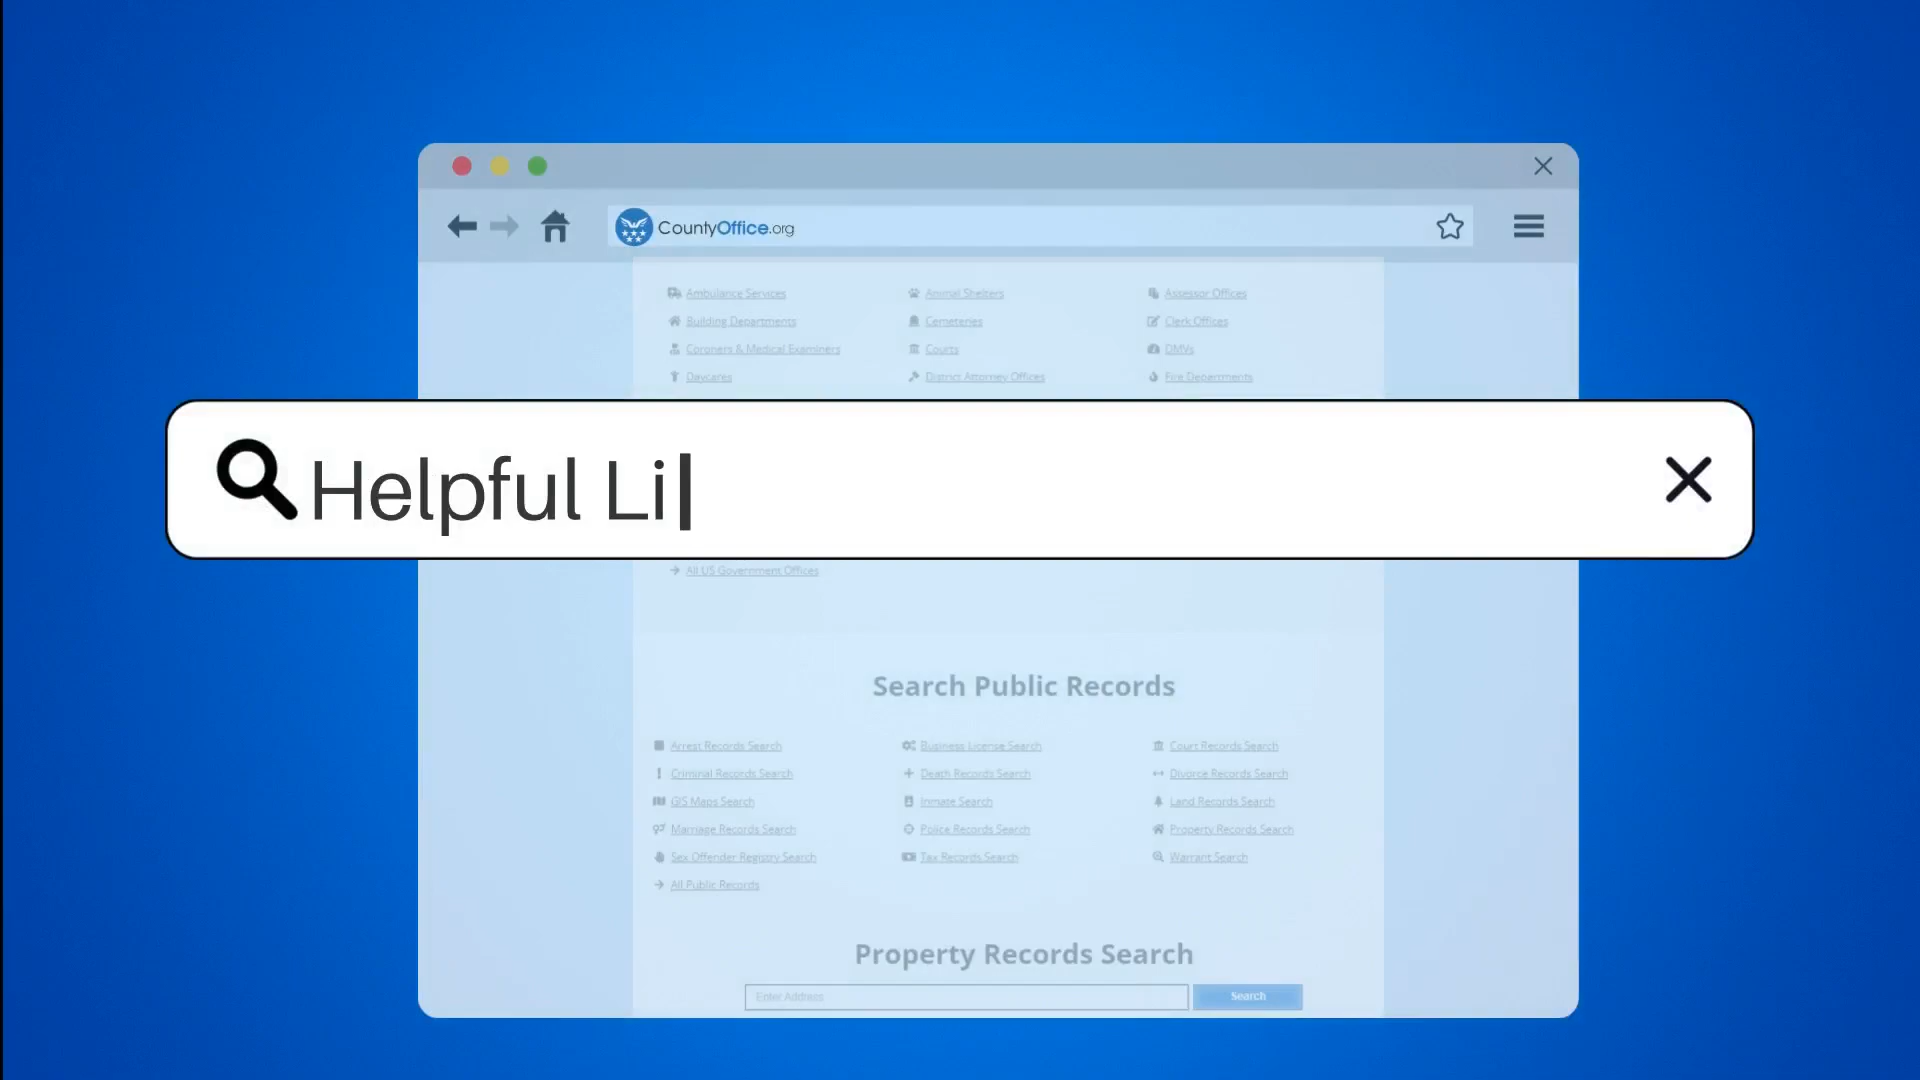 CountyOffice.org
Ambulance Services Animal Shelters Assessor Offices
Building Departments Cemeteries Clerk Offices
Coroners & Medical Examiners Courts DMVs
Daycares District Attorney Offices Fire Departments
Helpful Li
All US Government Offices
Search Public Records
Arrest Records Search Business License Search Court Records Search
Criminal Records Search Death Records Search Divorce Records Search
GIS Maps Search Inmate Search Land Records Search
Marriage Records Search Police Records Search Property Records Search
Sex Offender Registry Search Tax Records Search Warrant Search
All Public Records
Property Records Search
Enter Address Search